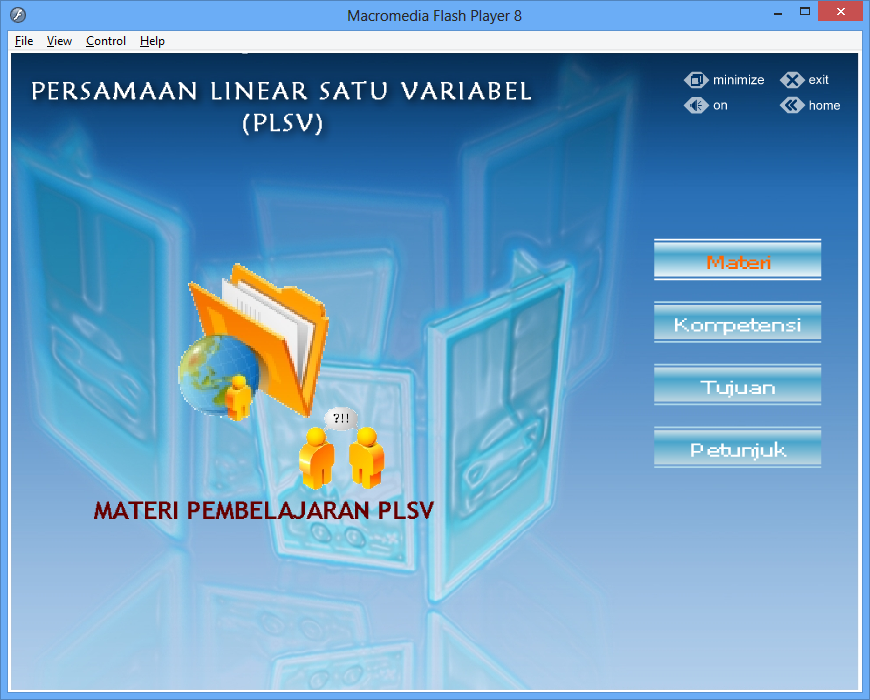 Macromedia Flash Player 8
File View Control Help
PERSAMAAN LINEAR SATU VARIABEL
(PLSV)
minimize exit
on home
Materi
Kompetensi
Tujuan
Petunjuk
?!!
MATERI PEMBELAJARAN PLSV